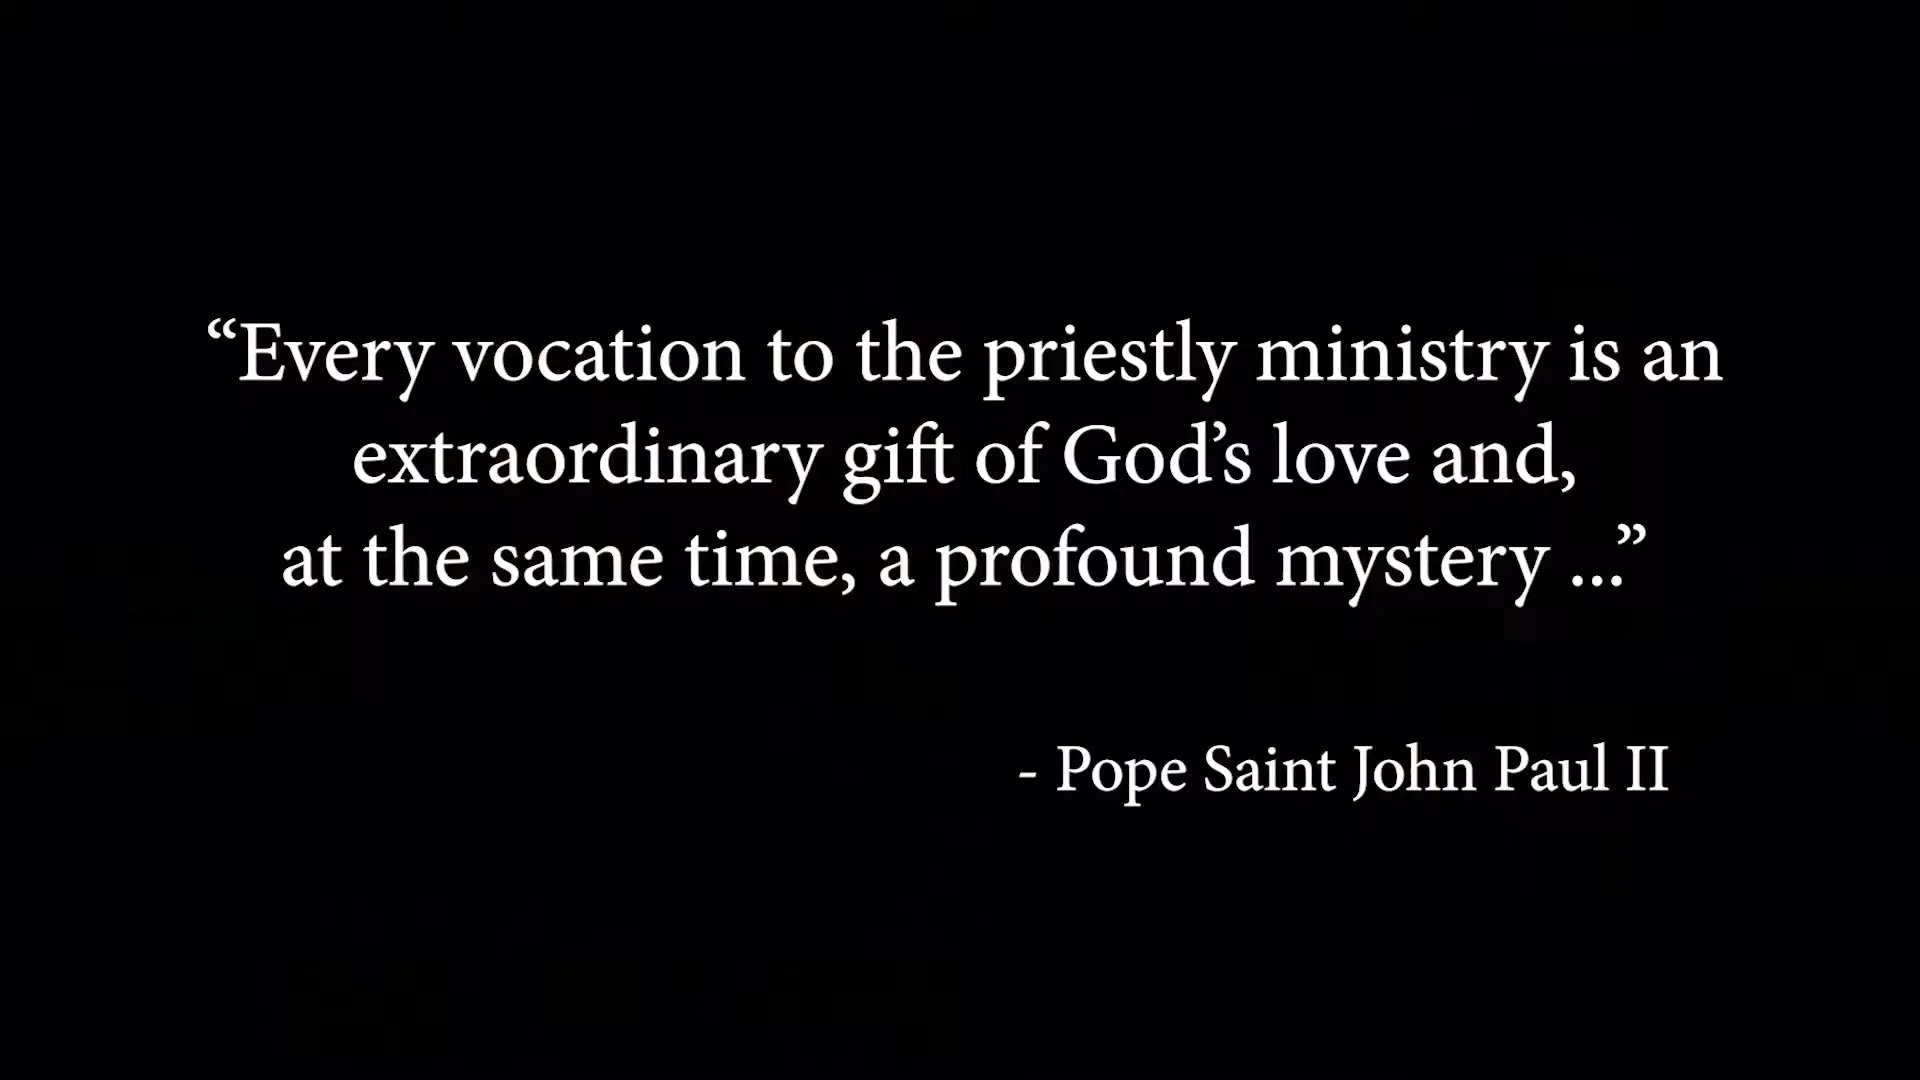 “Every vocation to the priestly ministry is an
extraordinary gift of God’s love and,
at the same time, a profound mystery ...”
- Pope Saint John Paul II